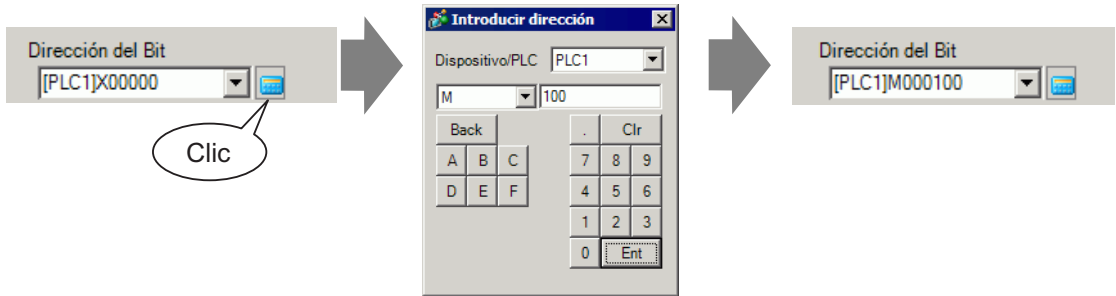 Dirección del Bit
[PLC1]X00000
Clic
Introducir dirección
Dispositivo/PLC PLC1
M 100
Back . Clr
A B C 7 8 9
D E F 4 5 6
1 2 3
0 Ent
Dirección del Bit
[PLC1]M000100